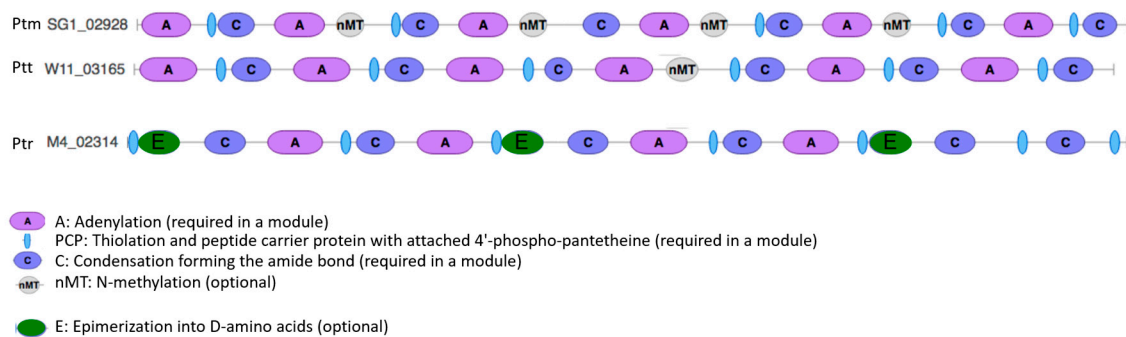 Ptm SG1_02928 A C A nMT C A nMT C A nMT C A nMT C A C
Ptt W11_03165 A C A C A C A nMT C A C A C
Ptr M4_02314 E C A C A E C A C A E C C
A A: Adenylation (required in a module)
PCP: Thiolation and peptide carrier protein with attached 4'-phospho-pantetheine (required in a module)
C C: Condensation forming the amide bond (required in a module)
nMT nMT: N-methylation (optional)
E: Epimerization into D-amino acids (optional)